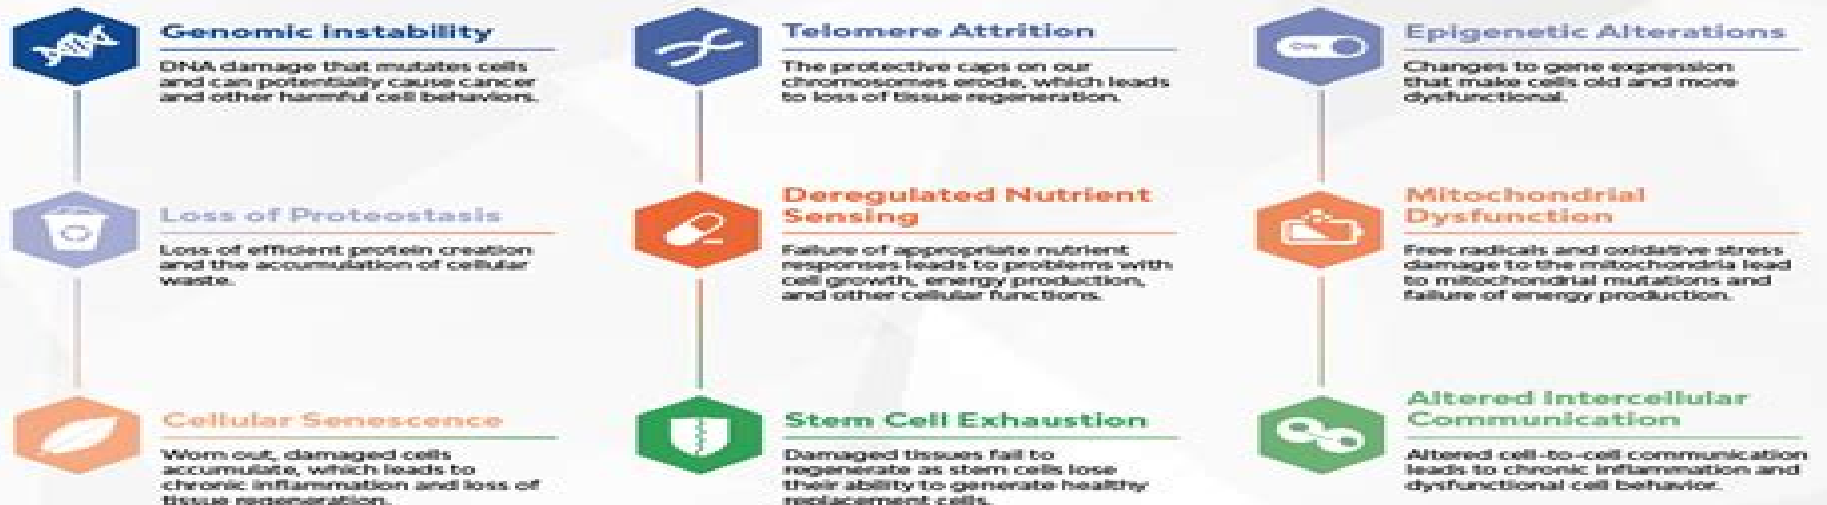 Genomic instability
DNA damage that mutates cells
and can potentially cause cancer
and other harmful cell behaviors.
Telomere Attrition
The protective caps on our
chromosomes erode, which leads
to loss of tissue regeneration.
ON
Epigenetic Alterations
Changes to gene expression
that make cells old and more
dysfunctional.
Loss of Proteostasis
Loss of efficient protein creation
and the accumulation of cellular
waste.
Deregulated Nutrient
Sensing
Failure of appropriate nutrient
responses leads to problems with
cell growth, energy production,
and other cellular functions.
Mitochondrial
Dysfunction
Free radicals and oxidative stress
damage to the mitochondria lead
to mitochondrial mutations and
failure of energy production.
Cellular Senescence
Worn out, damaged cells
accumulate, which leads to
chronic inflammation and loss of
tissue regeneration.
Stem Cell Exhaustion
Damaged tissues fail to
regenerate as stem cells lose
their ability to generate healthy
replacement cells.
Altered Intercellular
Communication
Altered cell-to-cell communication
leads to chronic inflammation and
dysfunctional cell behavior.